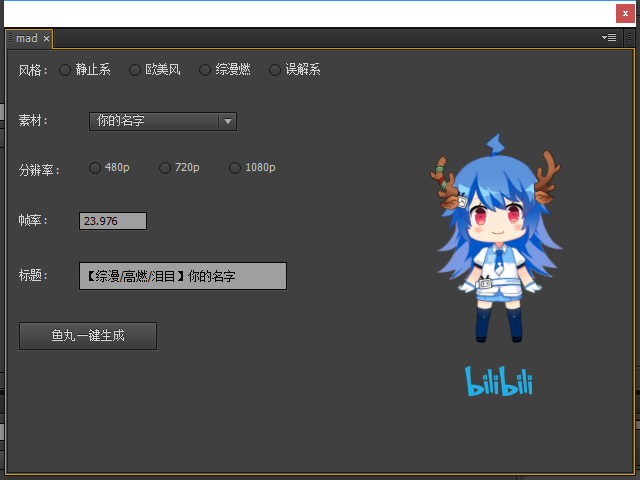 mad
风格： 静止系 欧美风 综漫燃 误解系
素材： 你的名字
分辨率： 480p 720p 1080p
帧率： 23.976
标题： 【综漫/高燃/泪目】你的名字
鱼丸一键生成
bilibili